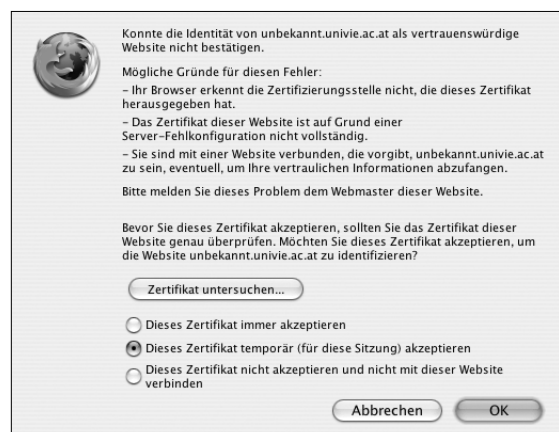 Konnte die Identität von unbekannt.univie.ac.at als vertrauenswürdige
Website nicht bestätigen.
Mögliche Gründe für diesen Fehler:
– Ihr Browser erkennt die Zertifizierungsstelle nicht, die dieses Zertifikat
herausgegeben hat.
– Das Zertifikat dieser Website ist auf Grund einer
Server-Fehlkonfiguration nicht vollständig.
– Sie sind mit einer Website verbunden, die vorgibt, unbekannt.univie.ac.at
zu sein, eventuell, um Ihre vertraulichen Informationen abzufangen.
Bitte melden Sie dieses Problem dem Webmaster dieser Website.
Bevor Sie dieses Zertifikat akzeptieren, sollten Sie das Zertifikat dieser
Website genau überprüfen. Möchten Sie dieses Zertifikat akzeptieren, um
die Website unbekannt.univie.ac.at zu identifizieren?
Zertifikat untersuchen...
Dieses Zertifikat immer akzeptieren
Dieses Zertifikat temporär (für diese Sitzung) akzeptieren
Dieses Zertifikat nicht akzeptieren und nicht mit dieser Website
verbinden
Abbrechen OK